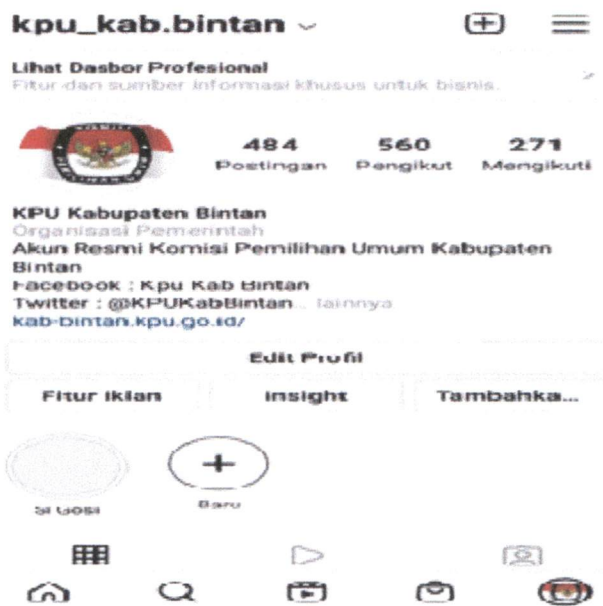 kpu_kab.bintan
Lihat Dasbor Profesional
Fitur dan sumber informasi khusus untuk bisnis.
484 560 271
Postingan Pengikut Mengikuti
KPU Kabupaten Bintan
Organisasi Pemerintah
Akun Resmi Komisi Pemilihan Umum Kabupaten
Bintan
Facebook : Kpu Kab Bintan
Twitter : @KPUKabBintan... lainnya
kab-bintan.kpu.go.id/
Edit Profil
Fitur Iklan Insight Tambahka...
Baru